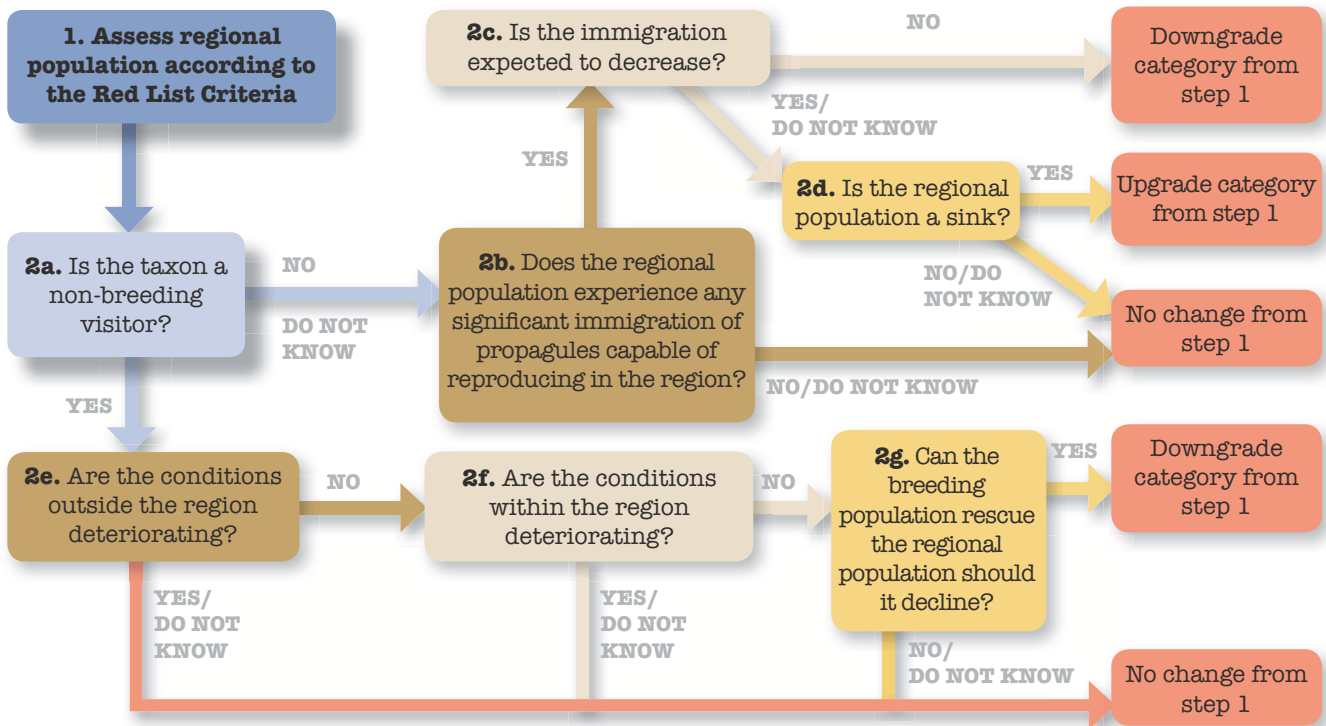 1. Assess regional
population according to
the Red List Criteria
2c. Is the immigration
expected to decrease?
NO
Downgrade
category from
step 1
YES/
DO NOT KNOW
YES
2d. Is the regional
population a sink?
YES
Upgrade category
from step 1
2a. Is the taxon a
non-breeding
visitor?
NO
DO NOT
KNOW
2b. Does the regional
population experience any
significant immigration of
propagules capable of
reproducing in the region?
NO/DO
NOT KNOW
No change from
step 1
NO/DO NOT KNOW
YES
2e. Are the conditions
outside the region
deteriorating?
NO
2f. Are the conditions
within the region
deteriorating?
NO
2g. Can the
breeding
population rescue
the regional
population should
it decline?
YES
Downgrade
category from
step 1
YES/
DO NOT
KNOW
YES/
DO NOT
KNOW
NO/
DO NOT KNOW
No change from
step 1